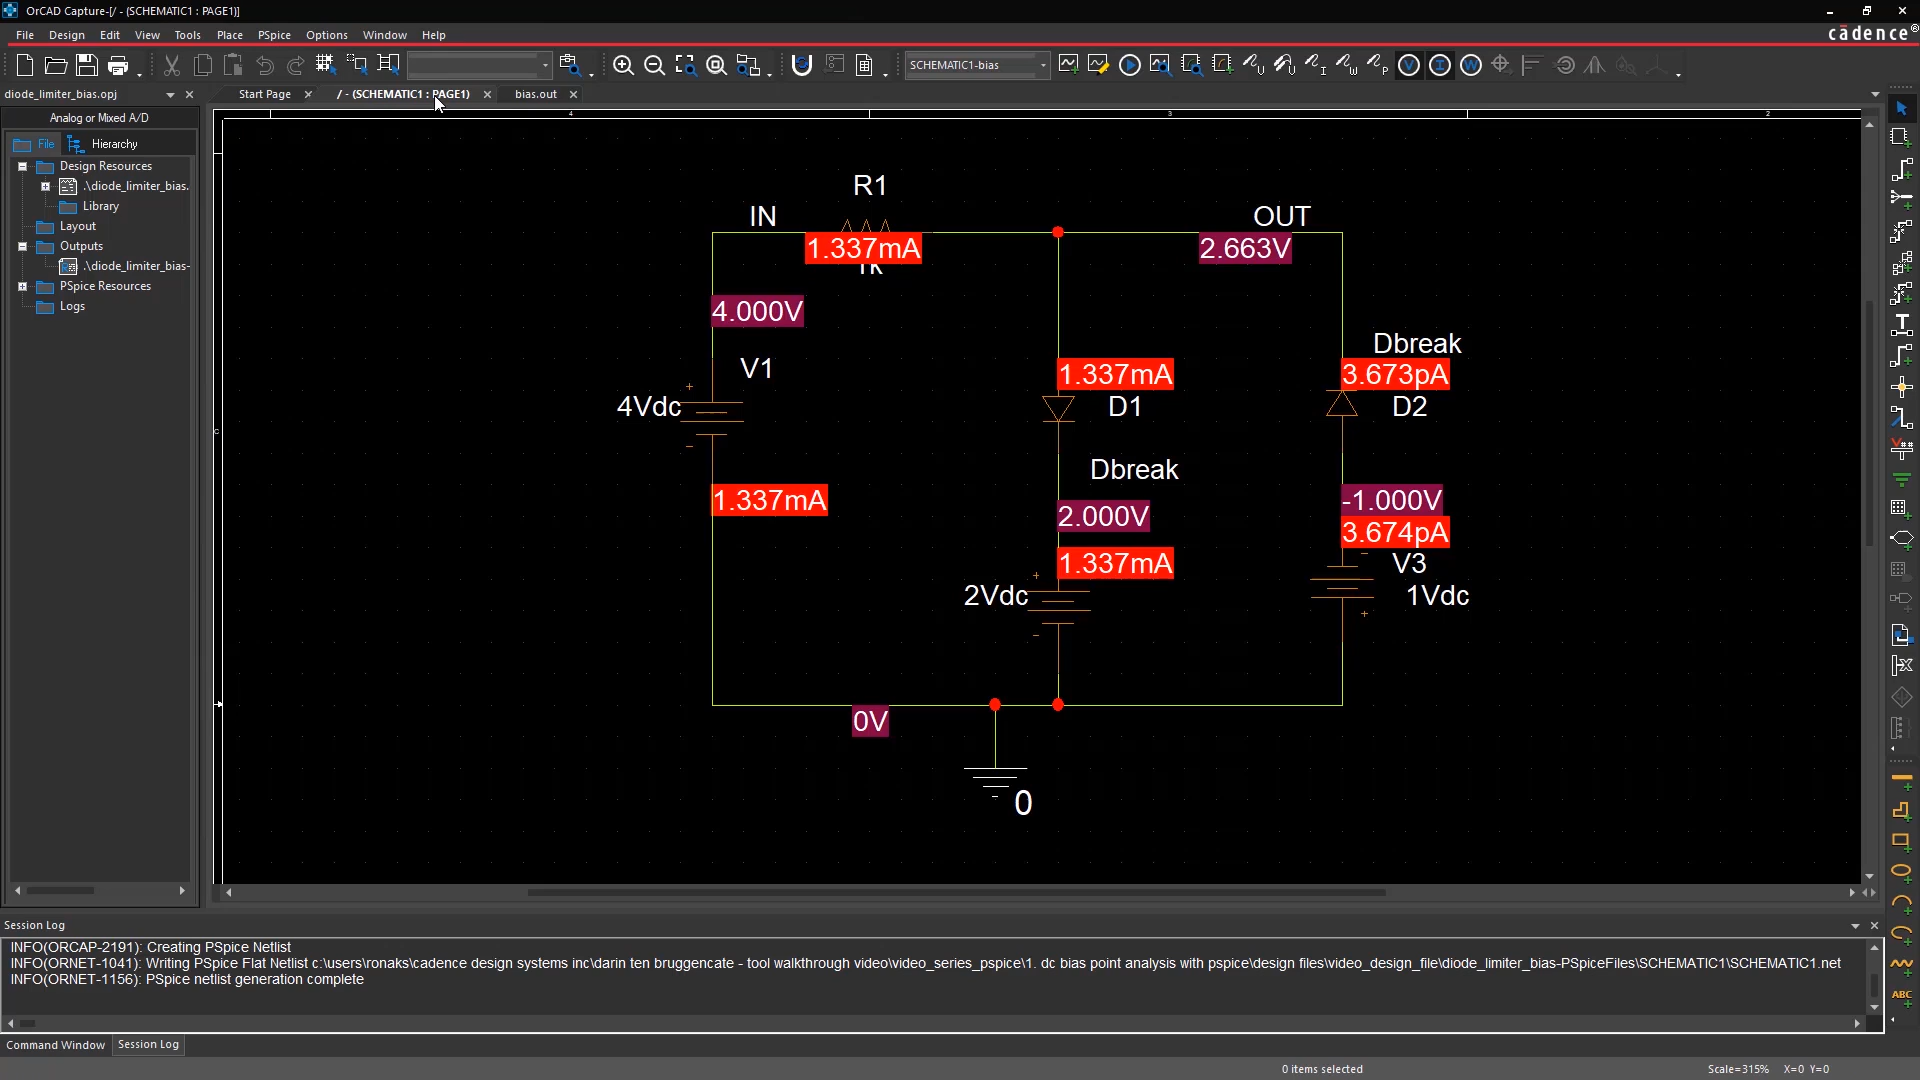 OrCAD Capture-[/ - (SCHEMATIC1 : PAGE1)]
File Design Edit View Tools Place PSpice Options Window Help
cādence®
SCHEMATIC1-bias
diode_limiter_bias.opj
Start Page
/ - (SCHEMATIC1 : PAGE1)
bias.out
Analog or Mixed A/D
File
Hierarchy
Design Resources
.\diode_limiter_bias.
Library
Layout
Outputs
.\diode_limiter_bias-
PSpice Resources
Logs
4
3
2
C
R1
IN
OUT
1.337mA
2.663V
1k
4.000V
V1
4Vdc
+
-
1.337mA
1.337mA
D1
Dbreak
2.000V
1.337mA
2Vdc
+
-
Dbreak
3.673pA
D2
-1.000V
3.674pA
-
V3
1Vdc
+
0V
0
Session Log
INFO(ORCAP-2191): Creating PSpice Netlist
INFO(ORNET-1041): Writing PSpice Flat Netlist c:\users\ronaks\cadence design systems inc\darin ten bruggencate - tool walkthrough video\video_series_pspice\1. dc bias point analysis with pspice\design files\video_design_file\diode_limiter_bias-PSpiceFiles\SCHEMATIC1\SCHEMATIC1.net
INFO(ORNET-1156): PSpice netlist generation complete
Command Window
Session Log
0 items selected
Scale=315% X=0 Y=0
ABC